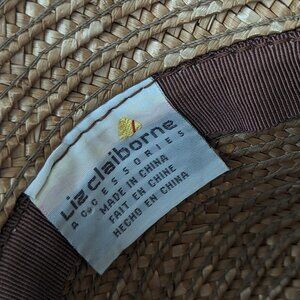 Liz claiborne
ACCESSORIES
MADE IN CHINA
FAIT EN CHINE
HECHO EN CHINA